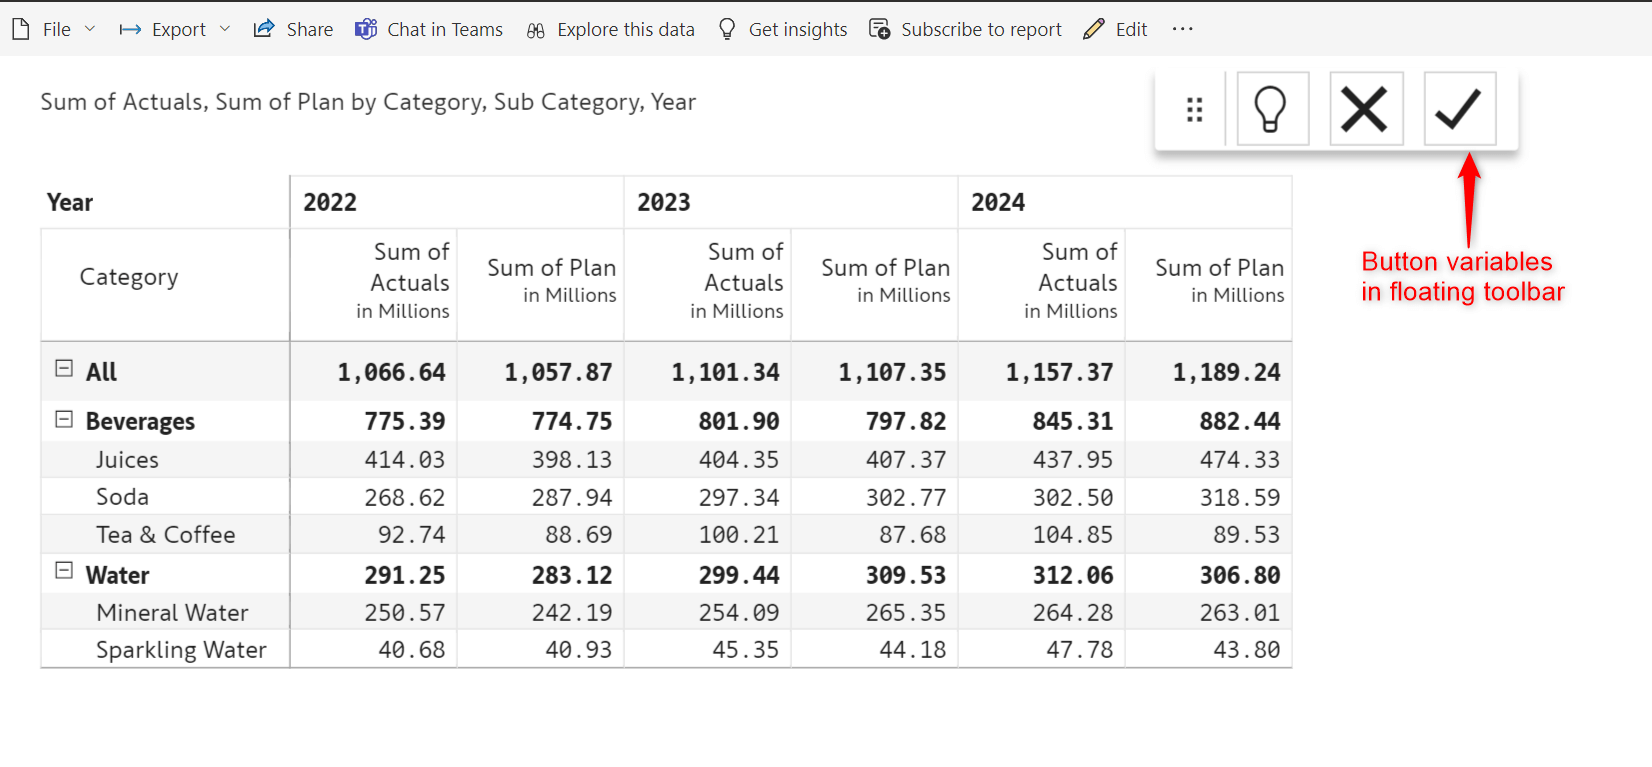 File Export Share Chat in Teams Explore this data Get insights Subscribe to report Edit ...
Sum of Actuals, Sum of Plan by Category, Sub Category, Year
Button variables
in floating toolbar
Year 2022 2023 2024
Category Sum of Actuals in Millions Sum of Plan in Millions Sum of Actuals in Millions Sum of Plan in Millions Sum of Actuals in Millions Sum of Plan in Millions
All 1,066.64 1,057.87 1,101.34 1,107.35 1,157.37 1,189.24
Beverages 775.39 774.75 801.90 797.82 845.31 882.44
Juices 414.03 398.13 404.35 407.37 437.95 474.33
Soda 268.62 287.94 297.34 302.77 302.50 318.59
Tea & Coffee 92.74 88.69 100.21 87.68 104.85 89.53
Water 291.25 283.12 299.44 309.53 312.06 306.80
Mineral Water 250.57 242.19 254.09 265.35 264.28 263.01
Sparkling Water 40.68 40.93 45.35 44.18 47.78 43.80